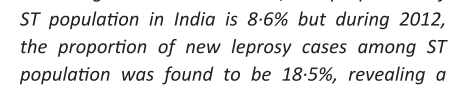 ST population in India is 8·6% but during 2012,
the proportion of new leprosy cases among ST
population was found to be 18·5%, revealing a